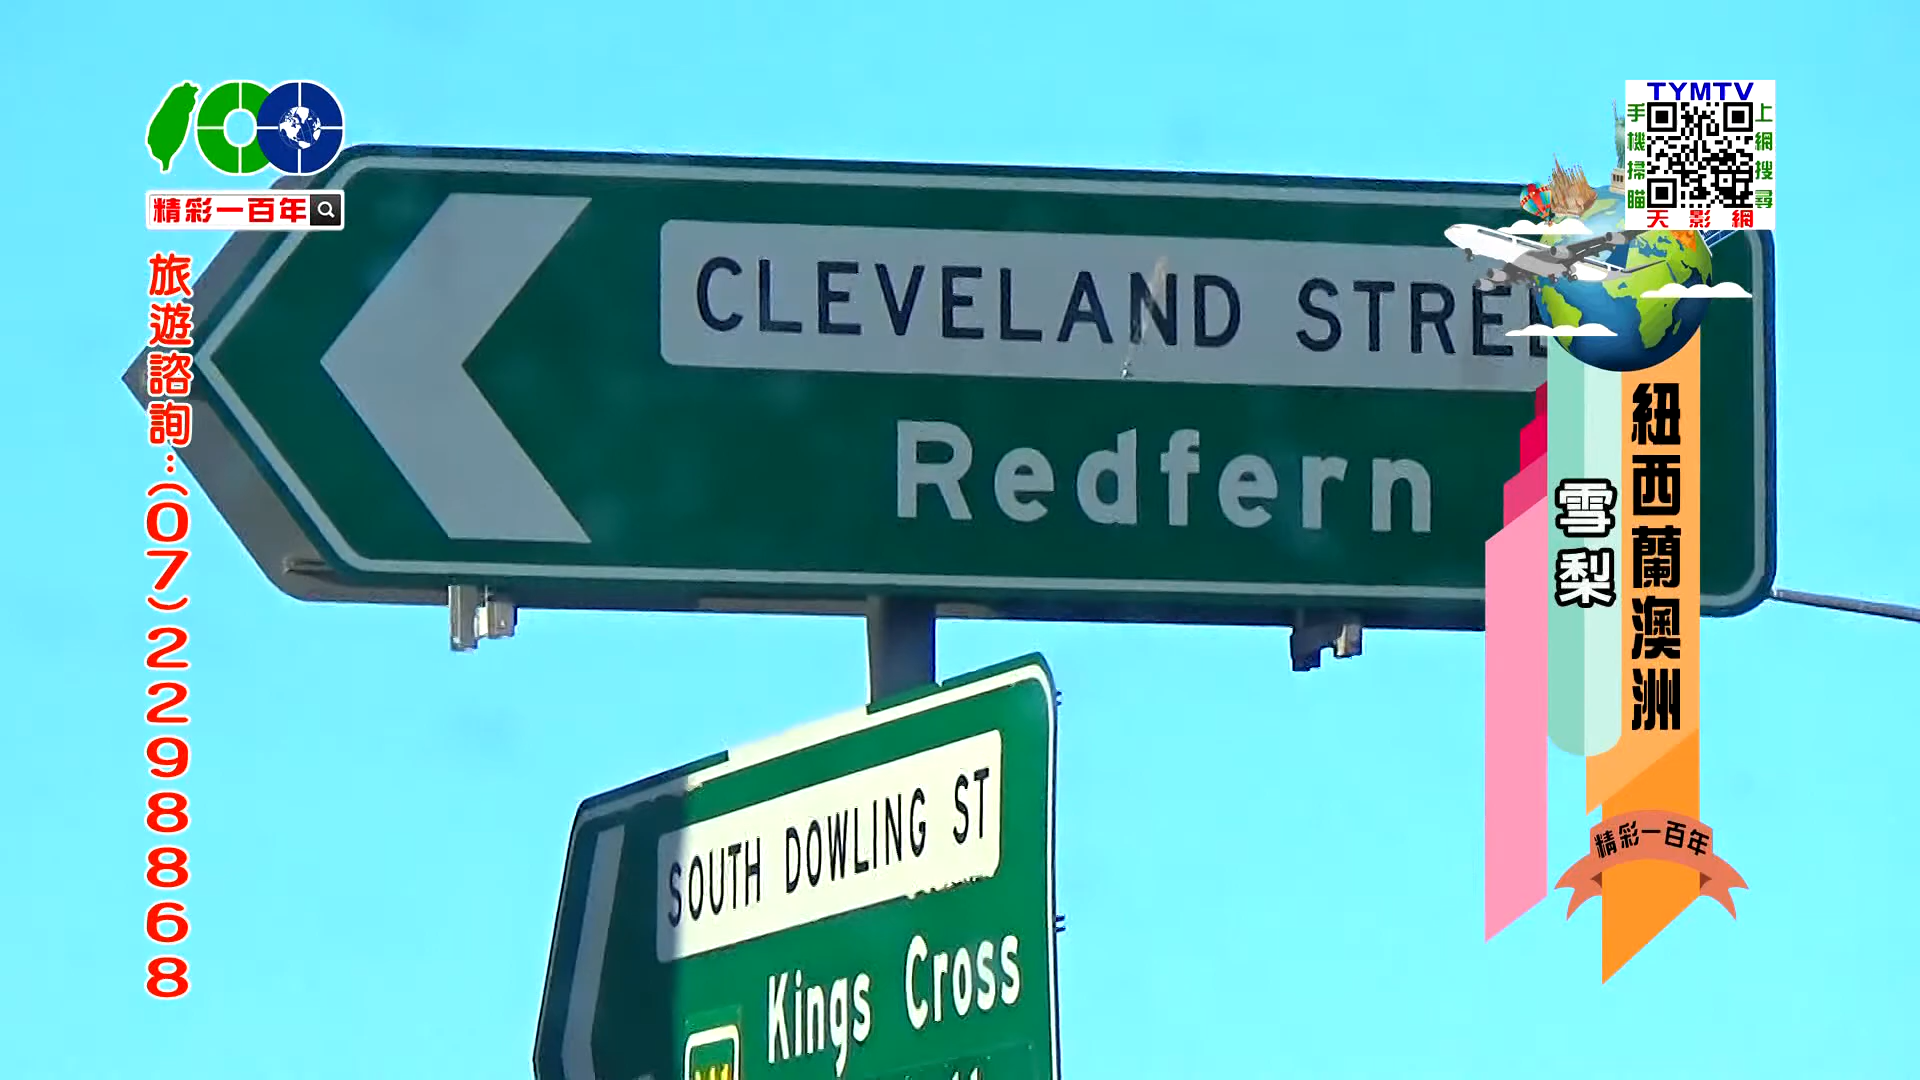 100
精彩一百年
旅遊諮詢:(07)2298868
TYMTV
手機掃瞄
上網搜尋
天影網
CLEVELAND STREE
Redfern
SOUTH DOWLING ST
Kings Cross
紐西蘭澳洲
雪梨
精彩一百年